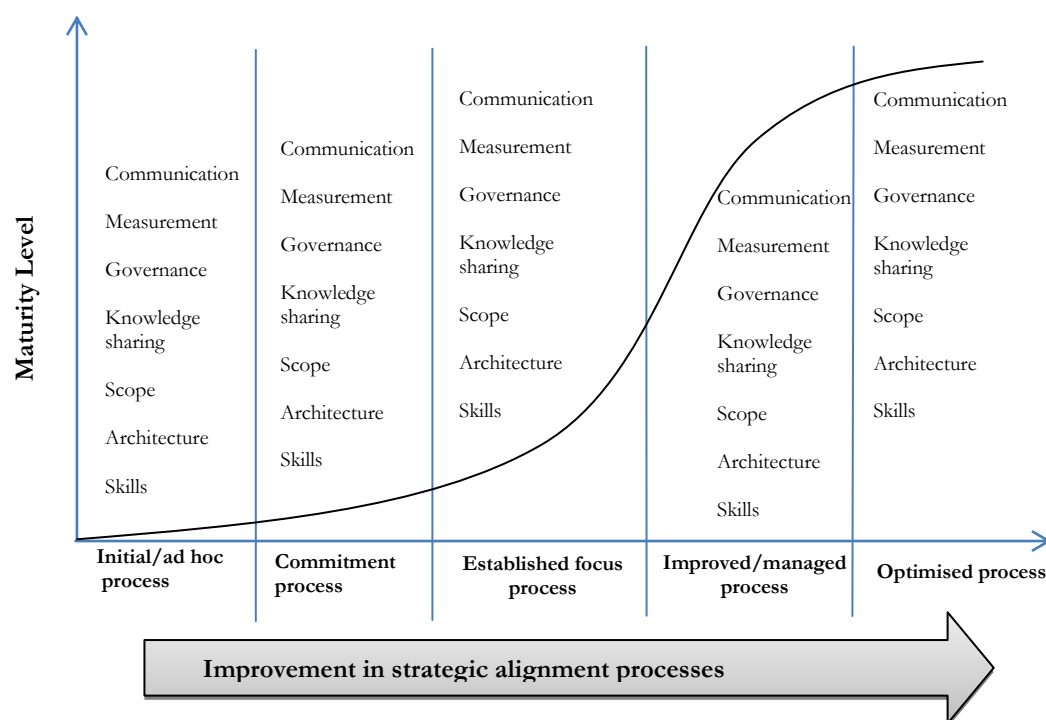 Maturity Level
Communication
Measurement
Governance
Knowledge
sharing
Scope
Architecture
Skills
Initial/ad hoc
process
Communication
Measurement
Governance
Knowledge
sharing
Scope
Architecture
Skills
Commitment
process
Communication
Measurement
Governance
Knowledge
sharing
Scope
Architecture
Skills
Established focus
process
Communication
Measurement
Governance
Knowledge
sharing
Scope
Architecture
Skills
Improved/managed
process
Communication
Measurement
Governance
Knowledge
sharing
Scope
Architecture
Skills
Optimised process
Improvement in strategic alignment processes